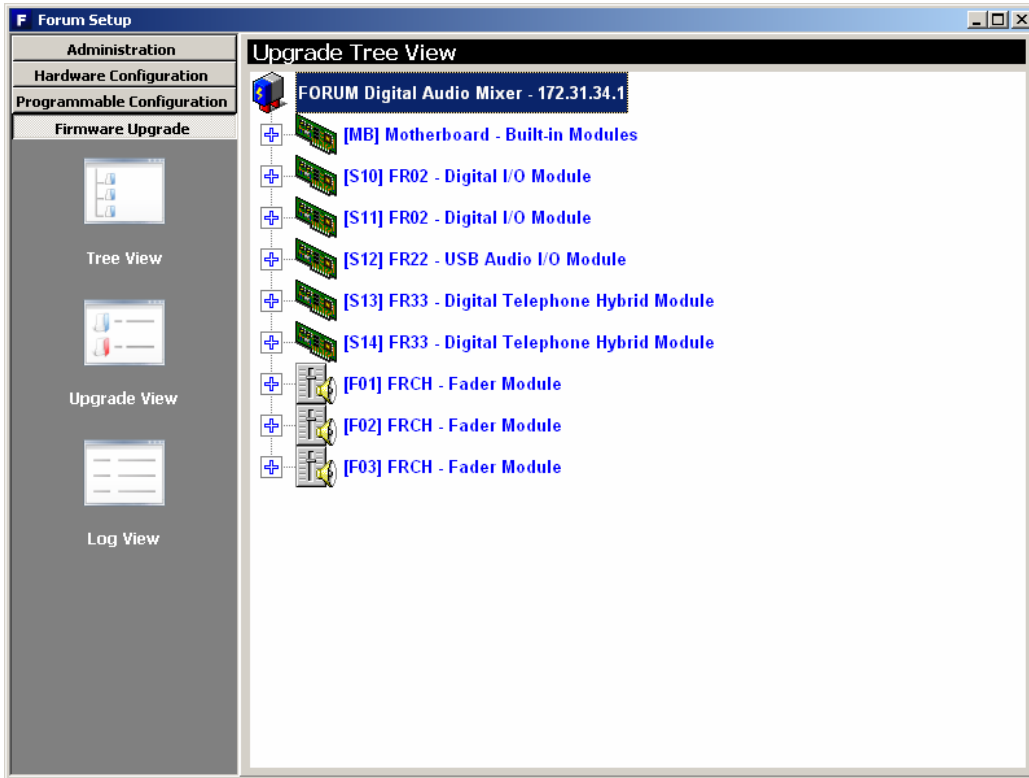 F Forum Setup
Administration
Hardware Configuration
Programmable Configuration
Firmware Upgrade
Tree View
Upgrade View
Log View
Upgrade Tree View
FORUM Digital Audio Mixer - 172.31.34.1
[MB] Motherboard - Built-in Modules
[S10] FR02 - Digital I/O Module
[S11] FR02 - Digital I/O Module
[S12] FR22 - USB Audio I/O Module
[S13] FR33 - Digital Telephone Hybrid Module
[S14] FR33 - Digital Telephone Hybrid Module
[F01] FRCH - Fader Module
[F02] FRCH - Fader Module
[F03] FRCH - Fader Module